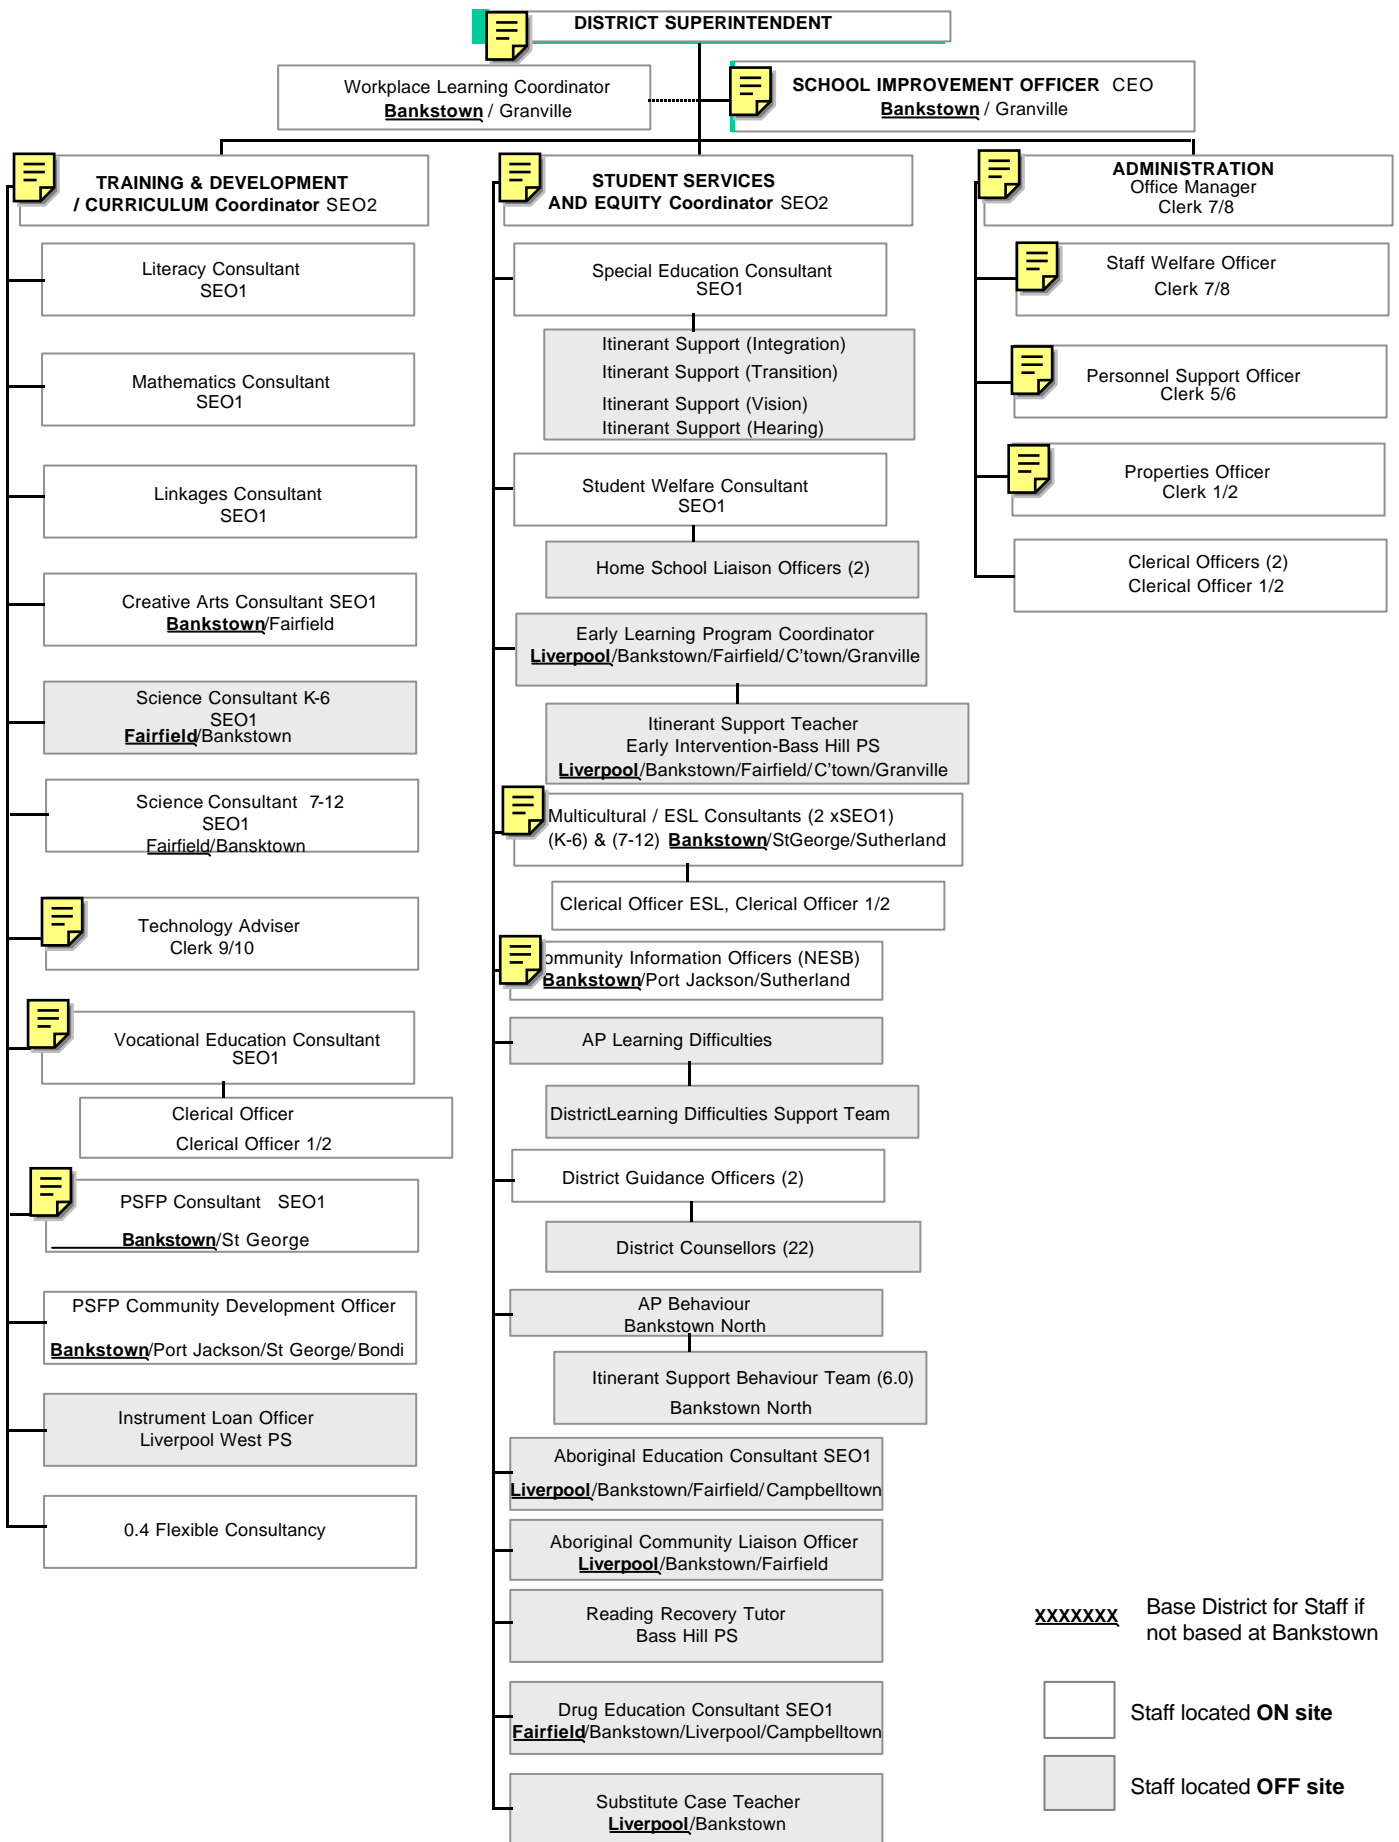 DISTRICT SUPERINTENDENT
Workplace Learning Coordinator
Bankstown / Granville
SCHOOL IMPROVEMENT OFFICER CEO
Bankstown / Granville
TRAINING & DEVELOPMENT
/ CURRICULUM Coordinator SEO2
Literacy Consultant
SEO1
Mathematics Consultant
SEO1
Linkages Consultant
SEO1
Creative Arts Consultant SEO1
Bankstown/Fairfield
Science Consultant K-6
SEO1
Fairfield/Bankstown
Science Consultant 7-12
SEO1
Fairfield/Bansktown
Technology Adviser
Clerk 9/10
Vocational Education Consultant
SEO1
Clerical Officer
Clerical Officer 1/2
PSFP Consultant SEO1
Bankstown/St George
PSFP Community Development Officer
Bankstown/Port Jackson/St George/Bondi
Instrument Loan Officer
Liverpool West PS
0.4 Flexible Consultancy
STUDENT SERVICES
AND EQUITY Coordinator SEO2
Special Education Consultant
SEO1
Itinerant Support (Integration)
Itinerant Support (Transition)
Itinerant Support (Vision)
Itinerant Support (Hearing)
Student Welfare Consultant
SEO1
Home School Liaison Officers (2)
Early Learning Program Coordinator
Liverpool/Bankstown/Fairfield/C'town/Granville
Itinerant Support Teacher
Early Intervention-Bass Hill PS
Liverpool/Bankstown/Fairfield/C'town/Granville
Multicultural / ESL Consultants (2 xSEO1)
(K-6) & (7-12) Bankstown/StGeorge/Sutherland
Clerical Officer ESL, Clerical Officer 1/2
ommunity Information Officers (NESB)
Bankstown/Port Jackson/Sutherland
AP Learning Difficulties
DistrictLearning Difficulties Support Team
District Guidance Officers (2)
District Counsellors (22)
AP Behaviour
Bankstown North
Itinerant Support Behaviour Team (6.0)
Bankstown North
Aboriginal Education Consultant SEO1
Liverpool/Bankstown/Fairfield/Campbelltown
Aboriginal Community Liaison Officer
Liverpool/Bankstown/Fairfield
Reading Recovery Tutor
Bass Hill PS
Drug Education Consultant SEO1
Fairfield/Bankstown/Liverpool/Campbelltown
Substitute Case Teacher
Liverpool/Bankstown
ADMINISTRATION
Office Manager
Clerk 7/8
Staff Welfare Officer
Clerk 7/8
Personnel Support Officer
Clerk 5/6
Properties Officer
Clerk 1/2
Clerical Officers (2)
Clerical Officer 1/2
XXXXXXX Base District for Staff if
not based at Bankstown
Staff located ON site
Staff located OFF site